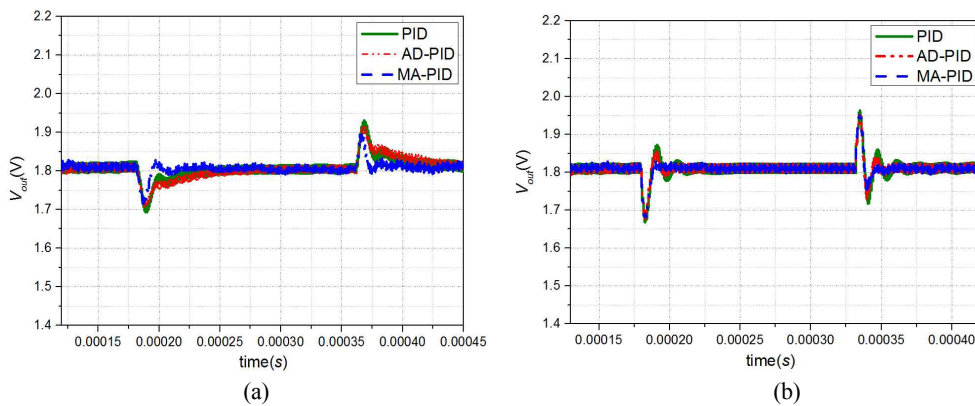 2.2
2.1
2.0
1.9
1.8
1.7
1.6
1.5
1.4
V_out(V)
PID
AD-PID
MA-PID
0.00015 0.00020 0.00025 0.00030 0.00035 0.00040 0.00045
time(s)
(a)
2.2
2.1
2.0
1.9
1.8
1.7
1.6
1.5
1.4
V_out(V)
PID
AD-PID
MA-PID
0.00015 0.00020 0.00025 0.00030 0.00035 0.00040
time(s)
(b)